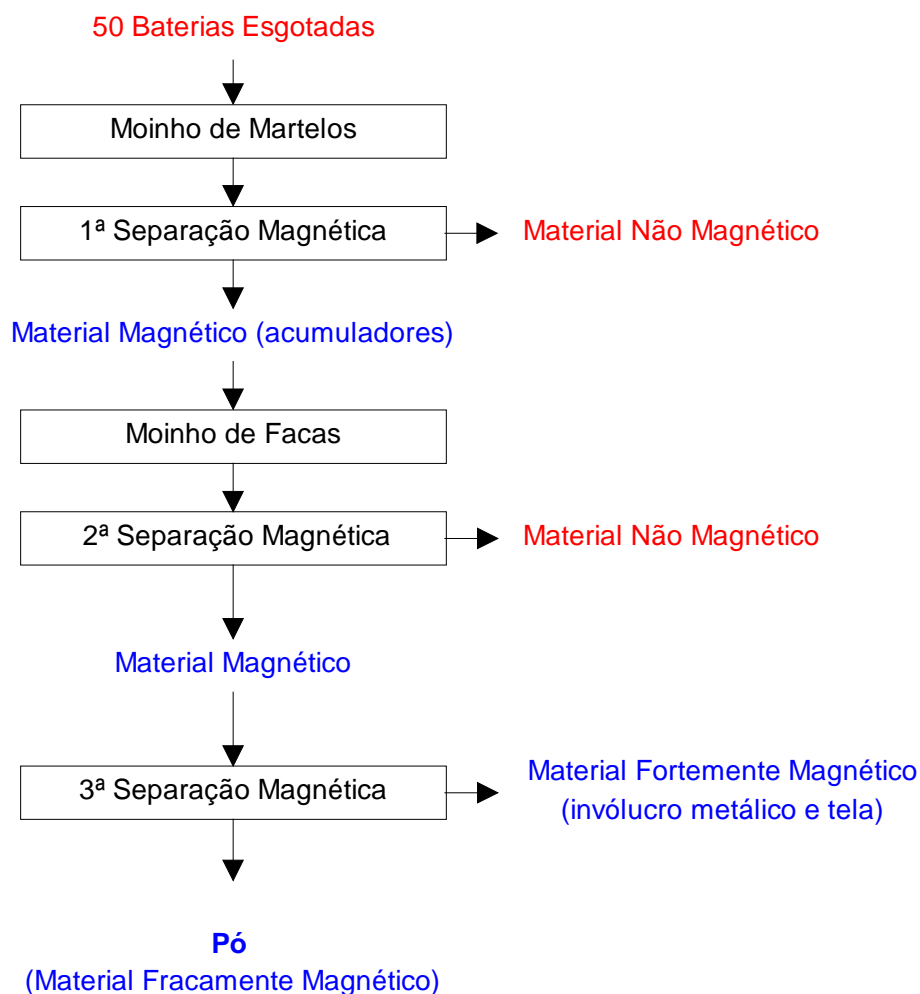 50 Baterias Esgotadas
Moinho de Martelos
1ª Separação Magnética
Material Não Magnético
Material Magnético (acumuladores)
Moinho de Facas
2ª Separação Magnética
Material Não Magnético
Material Magnético
3ª Separação Magnética
Material Fortemente Magnético
(invólucro metálico e tela)
Pó
(Material Fracamente Magnético)